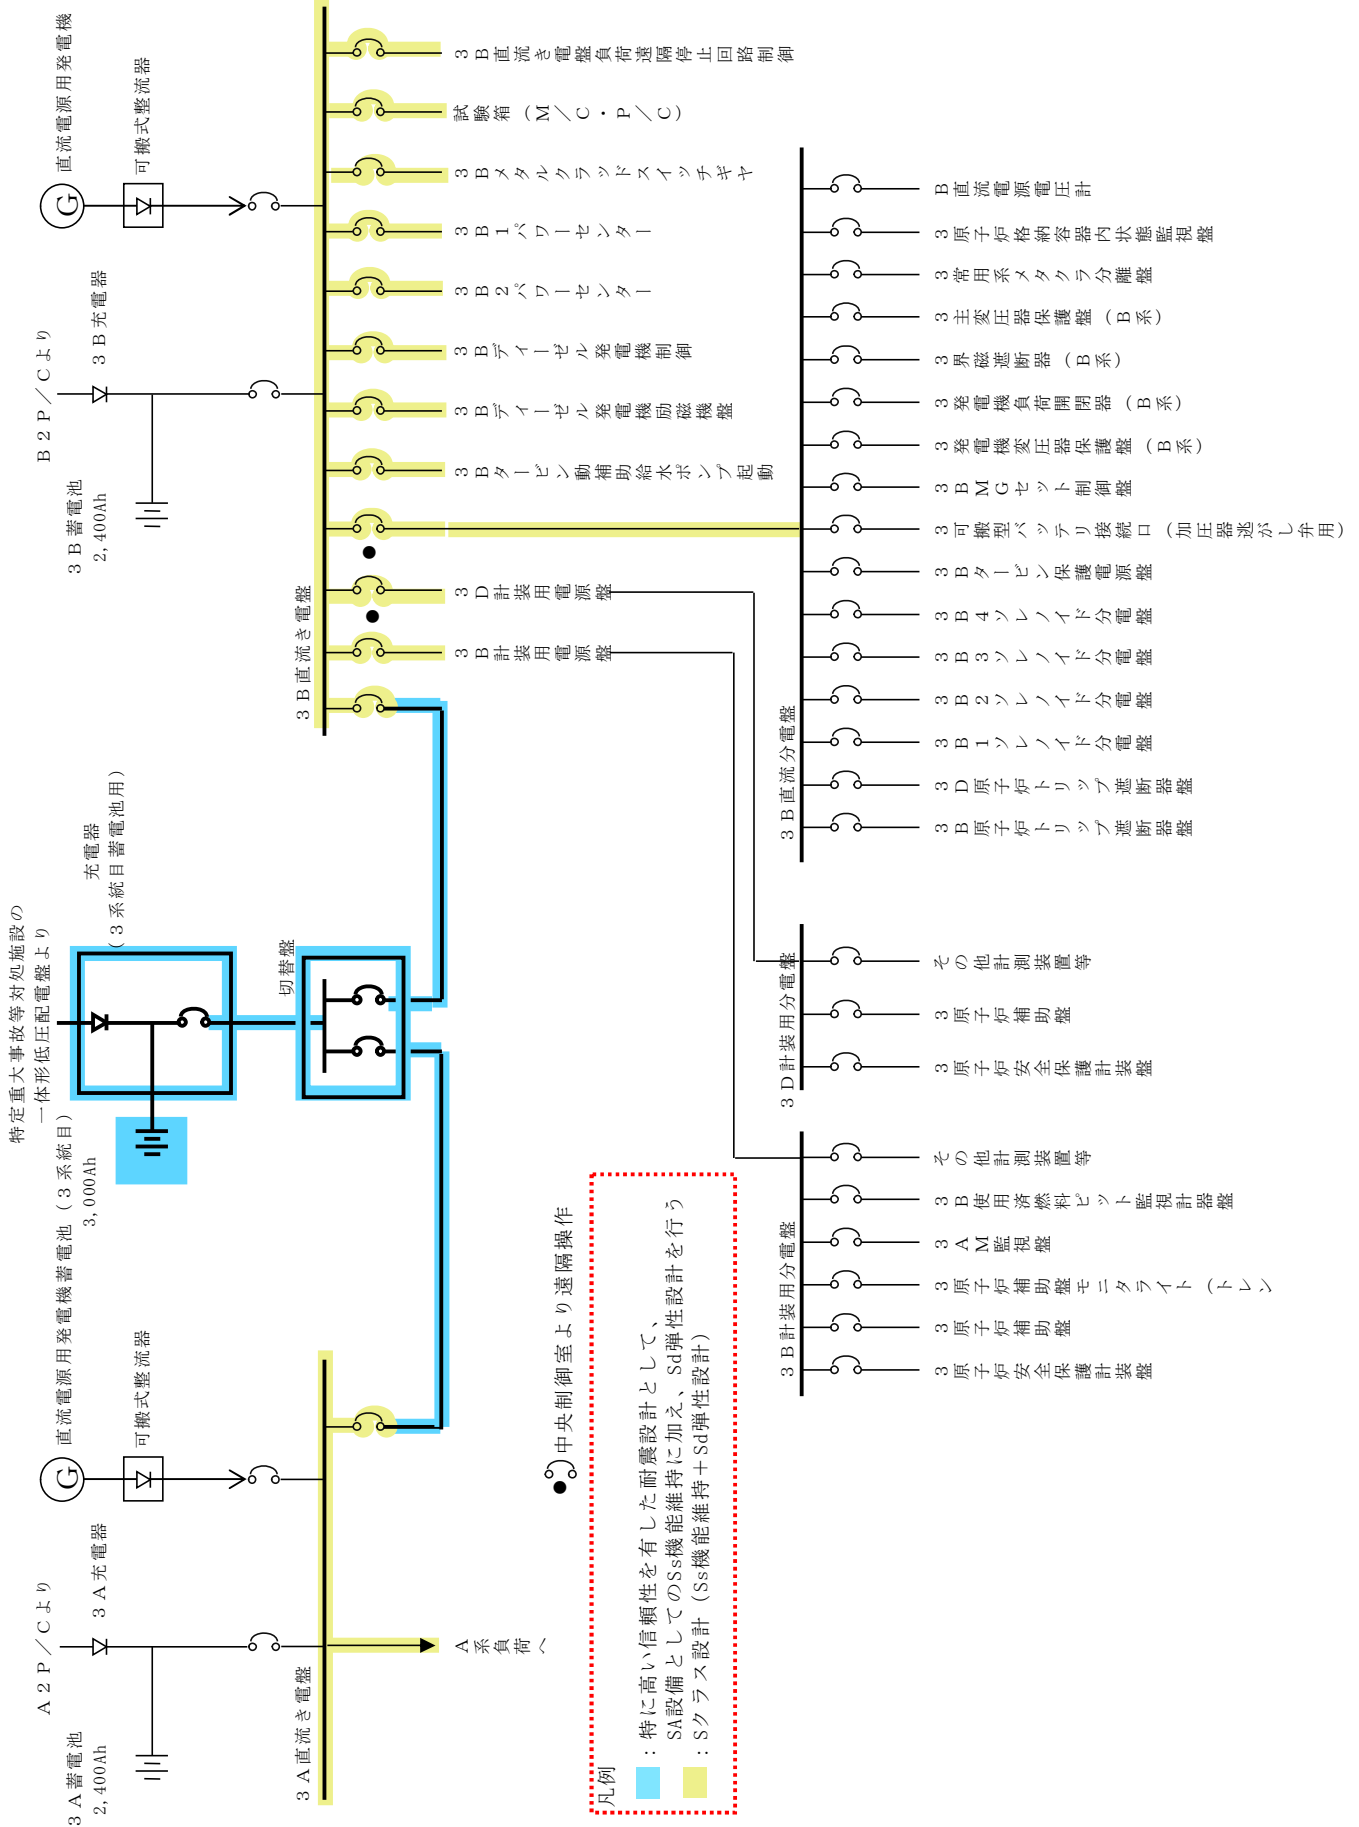 特定重大事故等対処施設の
一体形低圧配電盤より
充電器
(３系統目蓄電池用)
直流電源用発電機蓄電池（３系統目）
3,000Ah
切替盤
A２P／Cより
３A充電器
３A蓄電池
2,400Ah
直流電源用発電機
G
可搬式整流器
３A直流き電盤
A系負荷へ
B２P／Cより
３B充電器
３B蓄電池
2,400Ah
直流電源用発電機
G
可搬式整流器
３B直流き電盤
３B計装用電源盤
３D計装用電源盤
３Bタービン動補助給水ポンプ起動
３Bディーゼル発電機励磁機盤
３Bディーゼル発電機制御
３B２パワーセンター
３B１パワーセンター
３Bメタルクラッドスイッチギヤ
試験箱（M／C・P／C）
３B直流き電盤負荷遠隔停止回路制御
３B計装用分電盤
３原子炉安全保護計装盤
３原子炉補助盤
３原子炉補助盤モニタライト（トレン
３AM監視盤
３B使用済燃料ピット監視計器盤
その他計測装置等
３D計装用分電盤
３原子炉安全保護計装盤
３原子炉補助盤
その他計測装置等
３B直流分電盤
３B原子炉トリップ遮断器盤
３D原子炉トリップ遮断器盤
３B１ソレノイド分電盤
３B２ソレノイド分電盤
３B３ソレノイド分電盤
３B４ソレノイド分電盤
３Bタービン保護電源盤
３可搬型バッテリ接続口（加圧器逃がし弁用）
３BMGセット制御盤
３発電機変圧器保護盤（B系）
３発電機負荷開閉器（B系）
３界磁遮断器（B系）
３主変圧器保護盤（B系）
３常用系メタクラ分離盤
３原子炉格納容器内状態監視盤
B直流電源電圧計
中央制御室より遠隔操作
凡例
：特に高い信頼性を有した耐震設計として、
SA設備としてのSs機能維持に加え、Sd弾性設計を行う
：Sクラス設計（Ss機能維持＋Sd弾性設計）